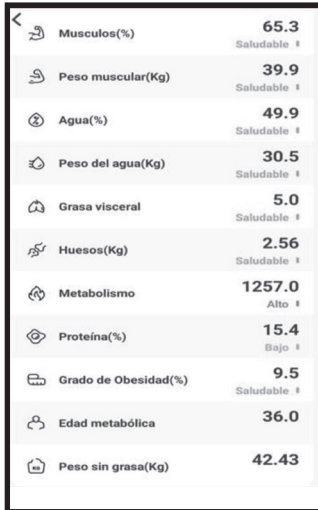 Musculos(%) 65.3
Saludable
Peso muscular(Kg) 39.9
Saludable
Agua(%) 49.9
Saludable
Peso del agua(Kg) 30.5
Saludable
Grasa visceral 5.0
Saludable
Huesos(Kg) 2.56
Saludable
Metabolismo 1257.0
Alto
Proteína(%) 15.4
Bajo
Grado de Obesidad(%) 9.5
Saludable
Edad metabólica 36.0
Peso sin grasa(Kg) 42.43